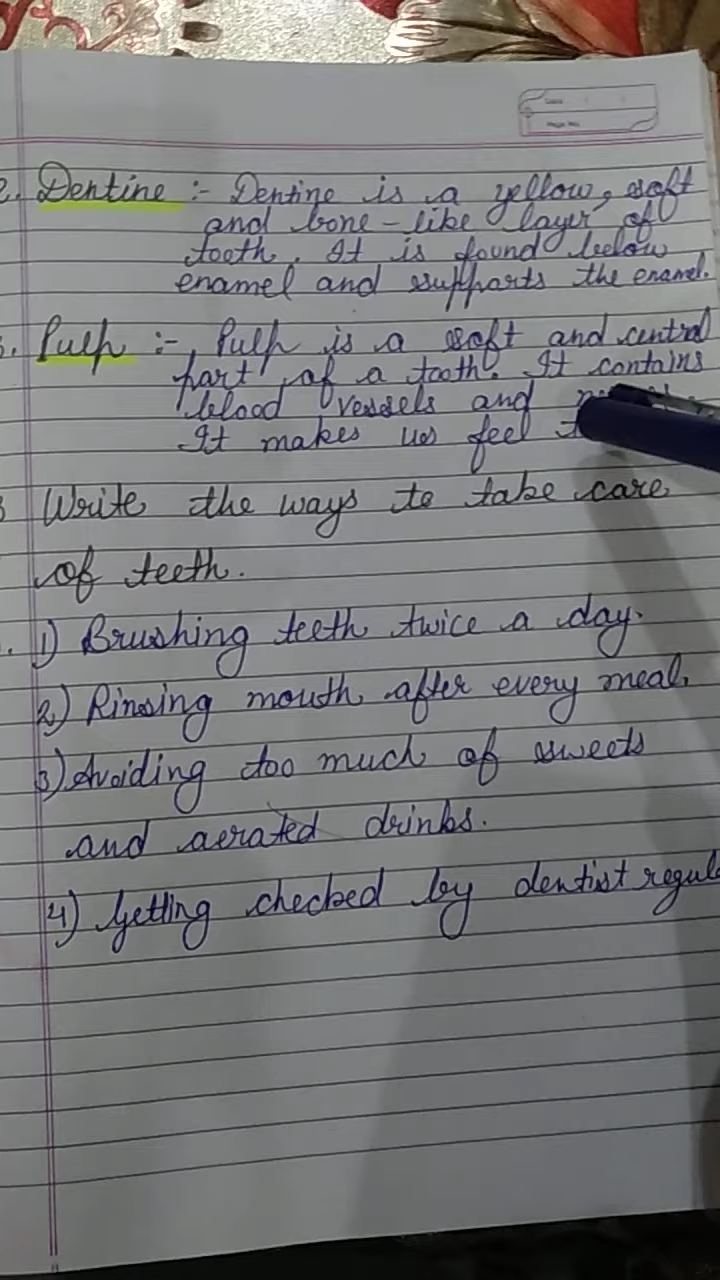 2. Dentine :- Dentine is a yellow, soft
and bone-like layer of
tooth. It is found below
enamel and supports the enamel.
3. Pulp :- Pulp is a soft and central
part of a tooth. It contains
blood vessels and
It makes us feel
Write the ways to take care
of teeth.
1) Brushing teeth twice a day.
2) Rinsing mouth after every meal.
3) Avoiding too much of sweets
and aerated drinks.
4) Getting checked by dentist regul